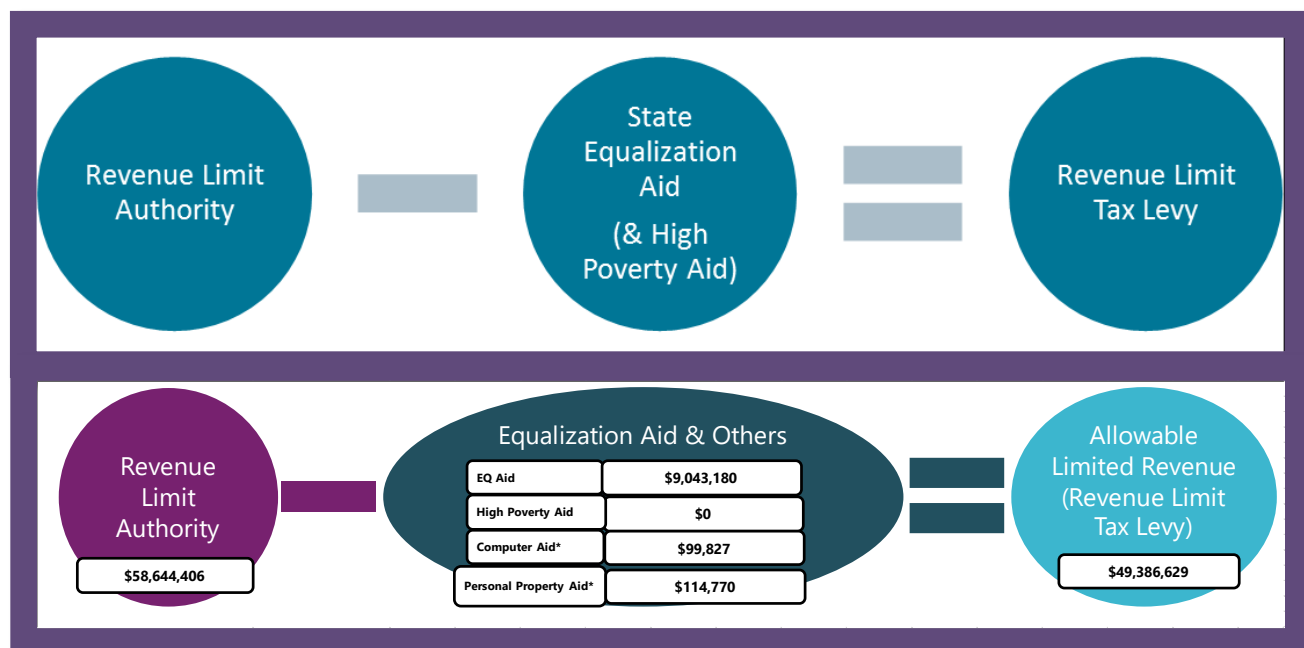 Revenue Limit
Authority
State
Equalization
Aid
(& High
Poverty Aid)
Revenue Limit
Tax Levy
Revenue
Limit
Authority
$58,644,406
Equalization Aid & Others
EQ Aid $9,043,180
High Poverty Aid $0
Computer Aid* $99,827
Personal Property Aid* $114,770
Allowable
Limited Revenue
(Revenue Limit
Tax Levy)
$49,386,629